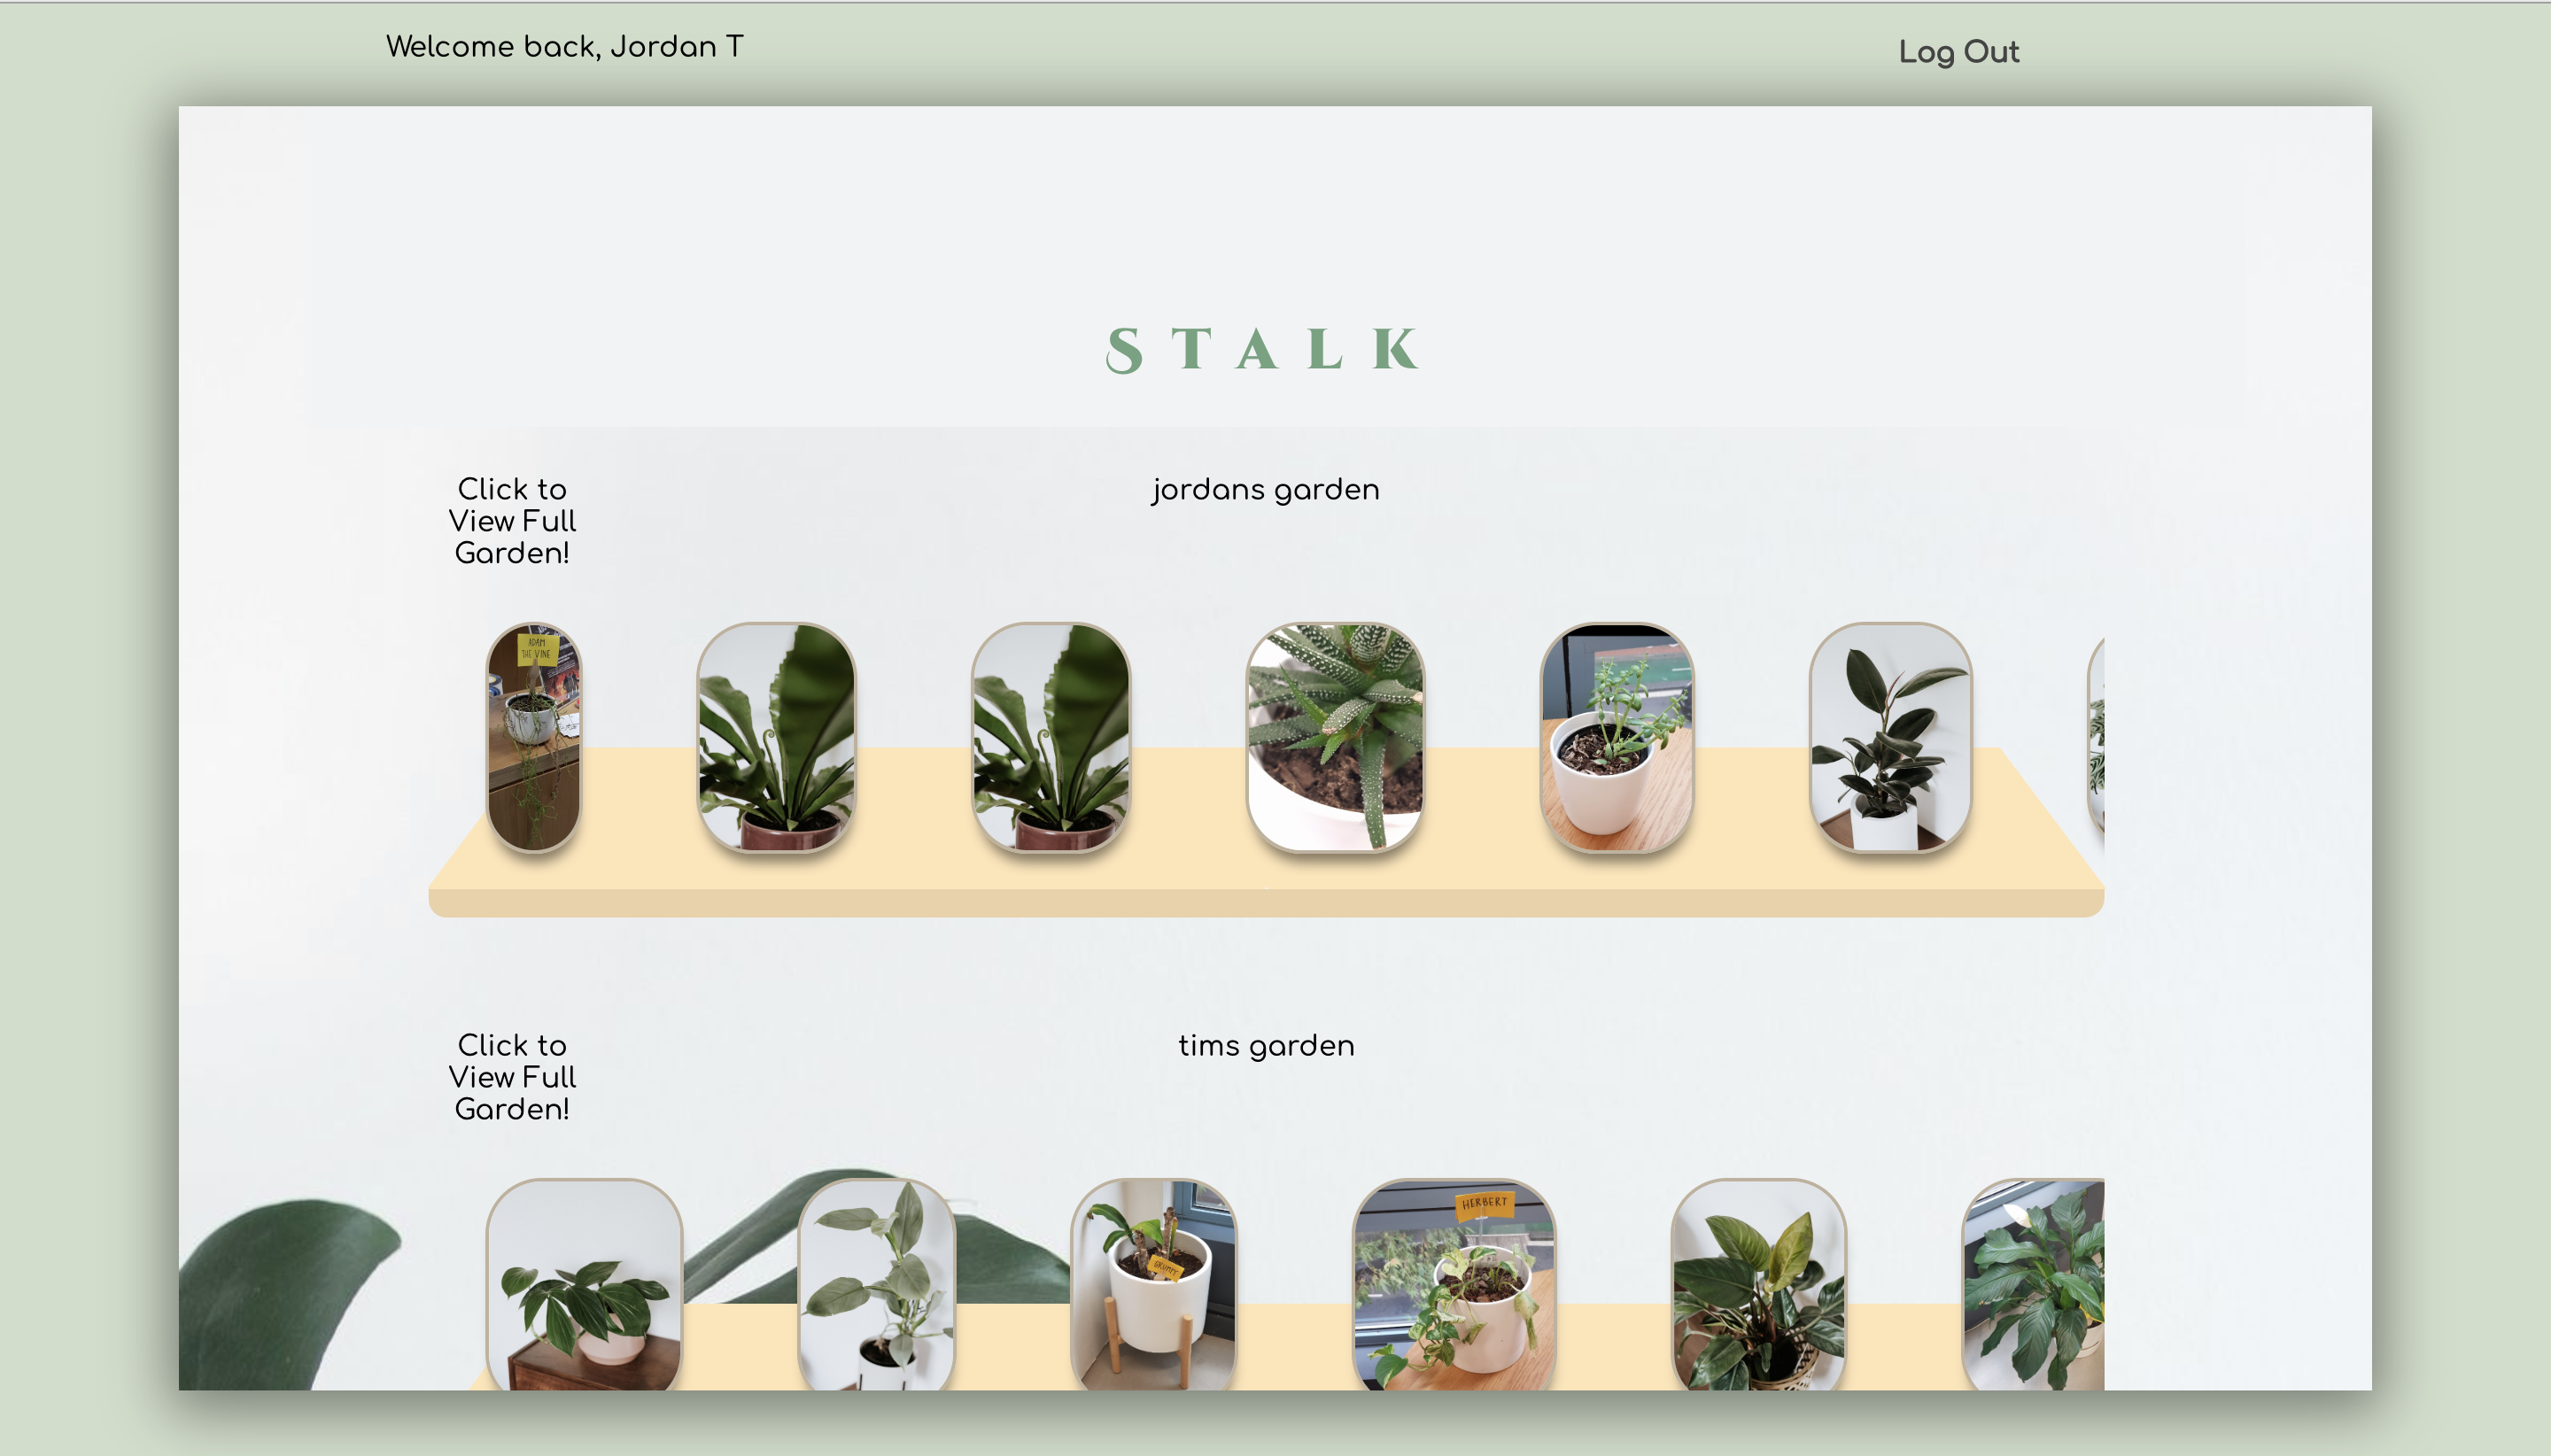 Welcome back, Jordan T
Log Out
STALK
Click to
View Full
Garden!
jordans garden
ADAM
THE VINE
Click to
View Full
Garden!
tims garden
GRUMPY
HERBERT